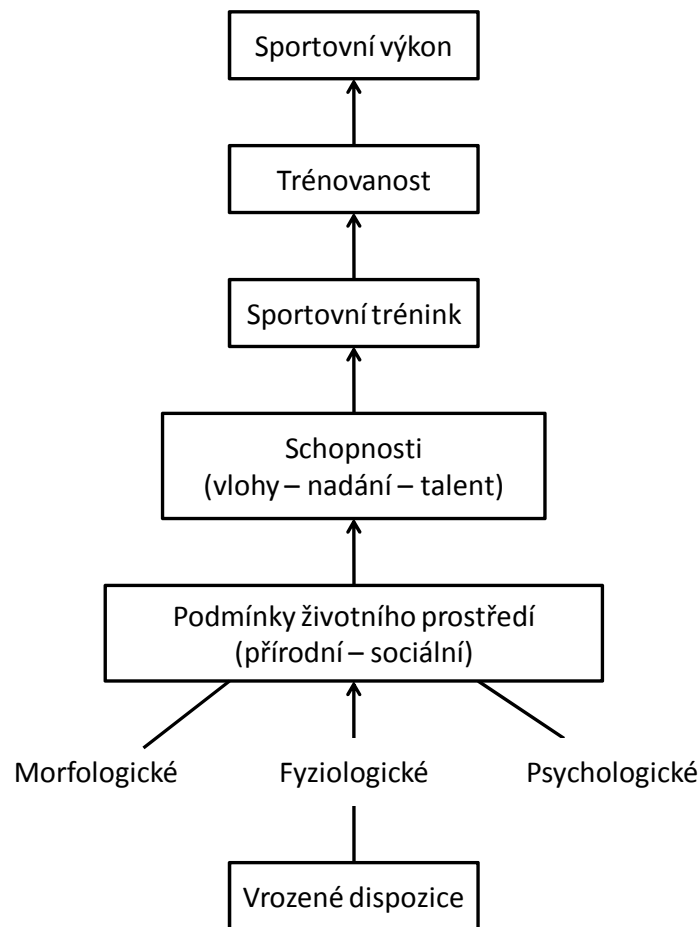 Sportovní výkon
Trénovanost
Sportovní trénink
Schopnosti
(vlohy – nadání – talent)
Podmínky životního prostředí
(přírodní – sociální)
Morfologické Fyziologické Psychologické
Vrozené dispozice